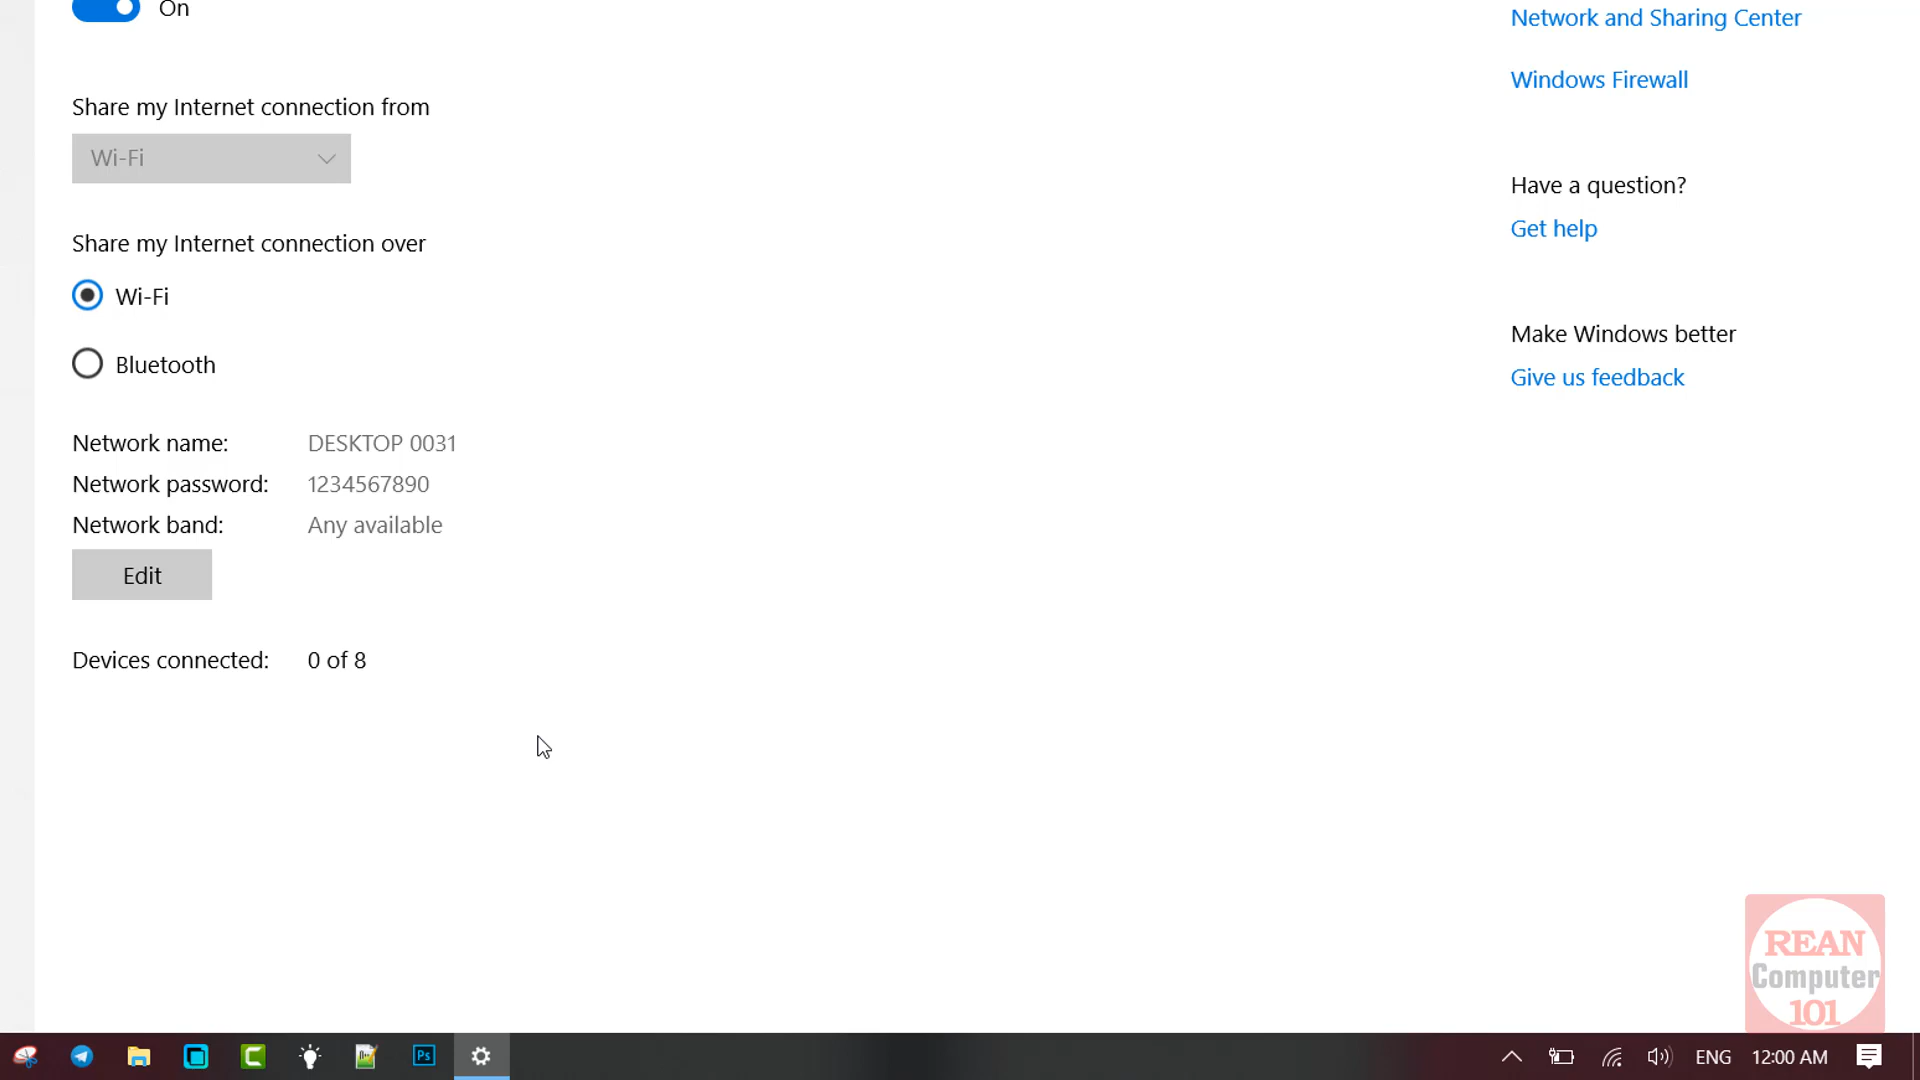 On
Share my Internet connection from
Wi-Fi
Share my Internet connection over
Wi-Fi
Bluetooth
Network name: DESKTOP 0031
Network password: 1234567890
Network band: Any available
Edit
Devices connected: 0 of 8
Network and Sharing Center
Windows Firewall
Have a question?
Get help
Make Windows better
Give us feedback
REAN
Computer
101
Ps
ENG 12:00 AM